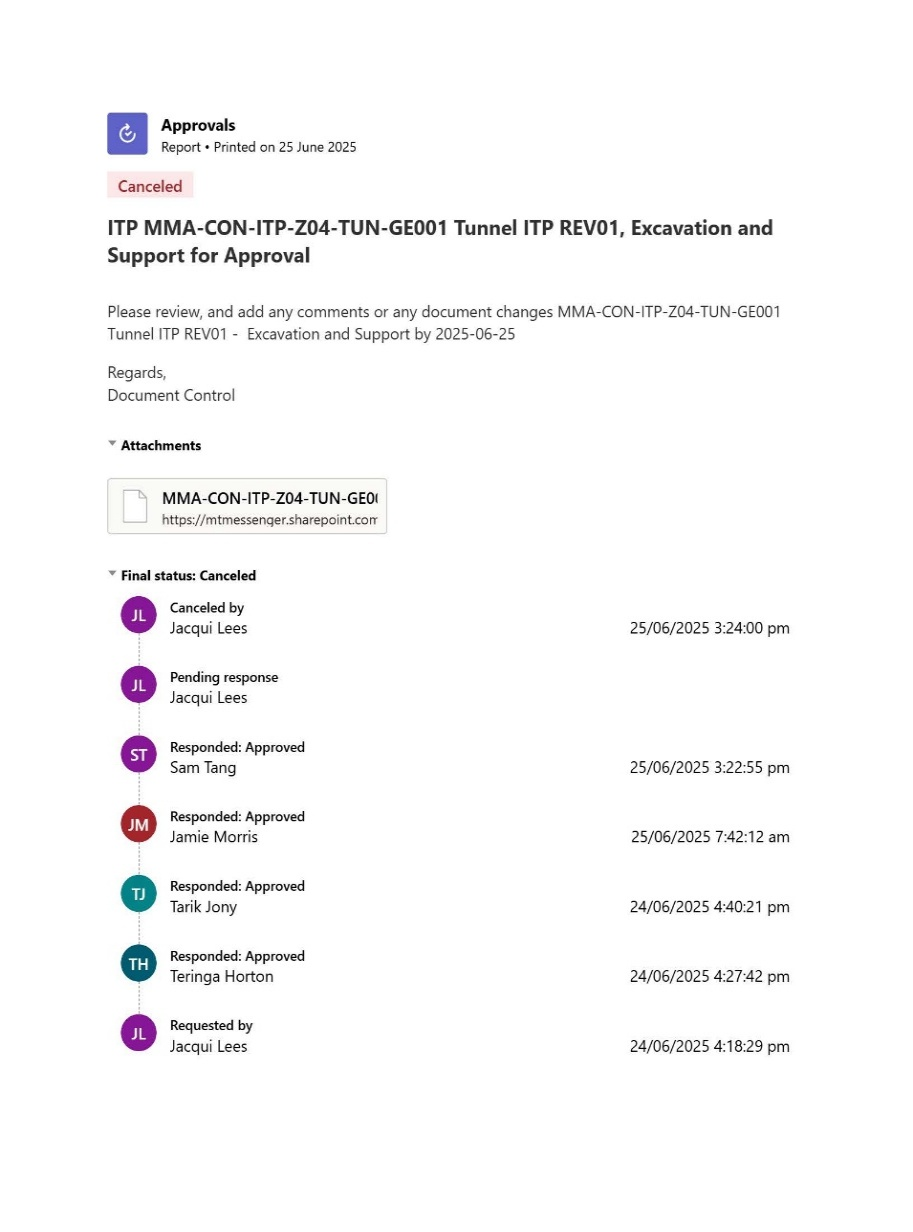 Approvals
Report • Printed on 25 June 2025
Canceled
ITP MMA-CON-ITP-Z04-TUN-GE001 Tunnel ITP REV01, Excavation and
Support for Approval
Please review, and add any comments or any document changes MMA-CON-ITP-Z04-TUN-GE001
Tunnel ITP REV01 -  Excavation and Support by 2025-06-25
Regards,
Document Control
Attachments
MMA-CON-ITP-Z04-TUN-GE0
https://mtmessenger.sharepoint.com
Final status: Canceled
JL
Canceled by
Jacqui Lees
25/06/2025 3:24:00 pm
JL
Pending response
Jacqui Lees
ST
Responded: Approved
Sam Tang
25/06/2025 3:22:55 pm
JM
Responded: Approved
Jamie Morris
25/06/2025 7:42:12 am
TJ
Responded: Approved
Tarik Jony
24/06/2025 4:40:21 pm
TH
Responded: Approved
Teringa Horton
24/06/2025 4:27:42 pm
JL
Requested by
Jacqui Lees
24/06/2025 4:18:29 pm